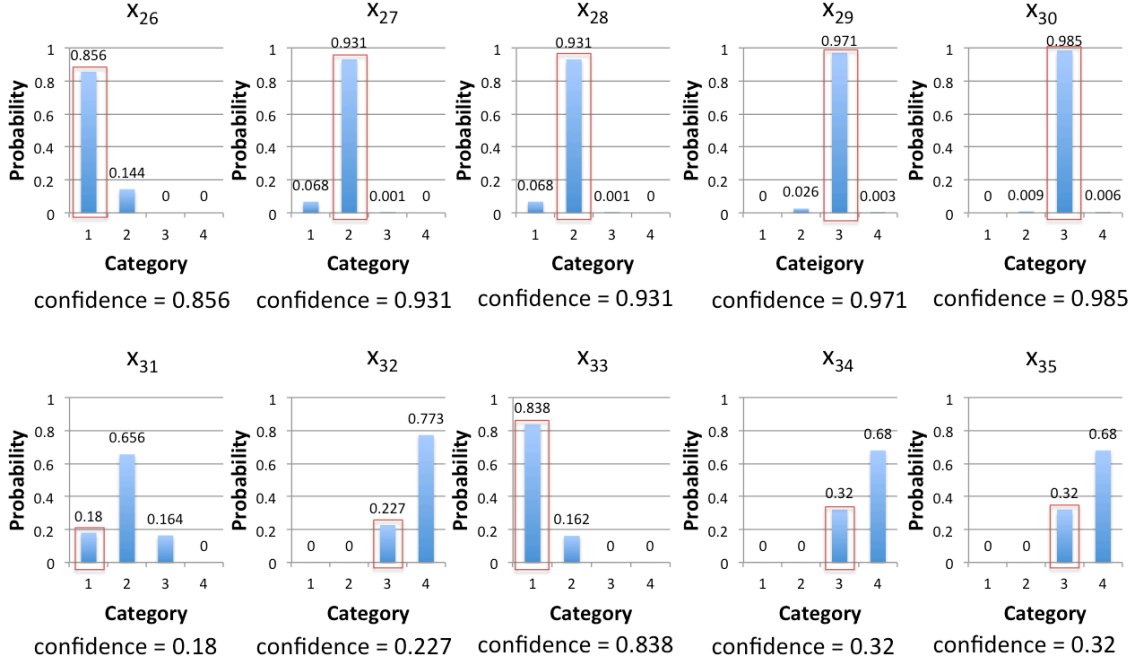 x26
Probability
1
0.8
0.6
0.4
0.2
0
0.856
0.144
0
0
1 2 3 4
Category
confidence = 0.856
x27
Probability
1
0.8
0.6
0.4
0.2
0
0.068
0.931
0.001
0
1 2 3 4
Category
confidence = 0.931
x28
Probability
1
0.8
0.6
0.4
0.2
0
0.068
0.931
0.001
0
1 2 3 4
Category
confidence = 0.931
x29
Probability
1
0.8
0.6
0.4
0.2
0
0
0.026
0.971
0.003
1 2 3 4
Cateigory
confidence = 0.971
x30
Probability
1
0.8
0.6
0.4
0.2
0
0
0.009
0.985
0.006
1 2 3 4
Category
confidence = 0.985
x31
Probability
1
0.8
0.6
0.4
0.2
0
0.18
0.656
0.164
0
1 2 3 4
Category
confidence = 0.18
x32
Probability
1
0.8
0.6
0.4
0.2
0
0
0
0.227
0.773
1 2 3 4
Category
confidence = 0.227
x33
Probability
1
0.8
0.6
0.4
0.2
0
0.838
0.162
0
0
1 2 3 4
Category
confidence = 0.838
x34
Probability
1
0.8
0.6
0.4
0.2
0
0
0
0.32
0.68
1 2 3 4
Category
confidence = 0.32
x35
Probability
1
0.8
0.6
0.4
0.2
0
0
0
0.32
0.68
1 2 3 4
Category
confidence = 0.32